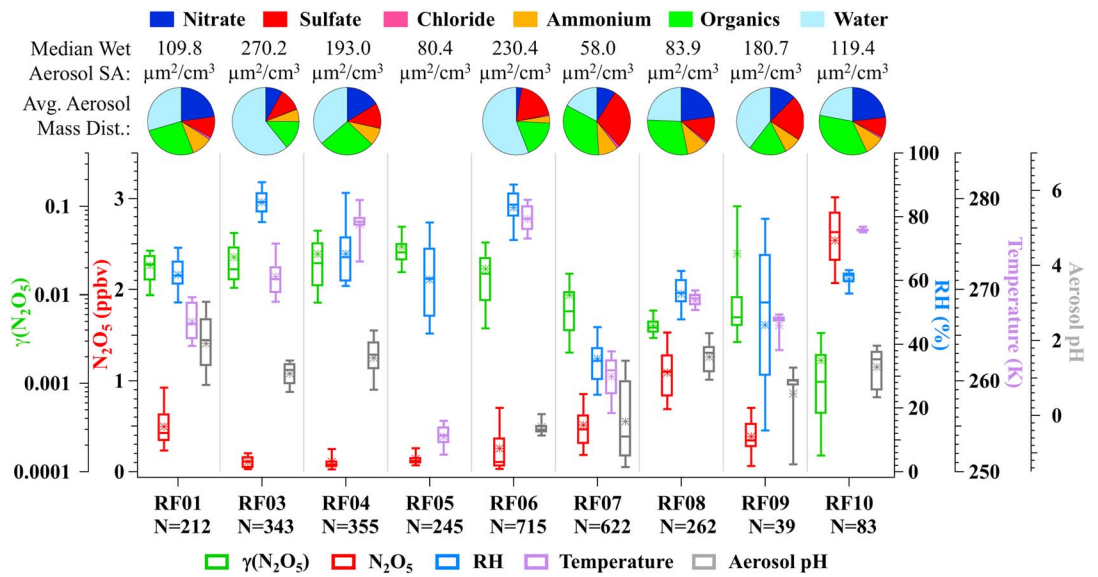 Nitrate Sulfate Chloride Ammonium Organics Water
Median Wet 109.8 270.2 193.0 80.4 230.4 58.0 83.9 180.7 119.4
Aerosol SA: µm²/cm³ µm²/cm³ µm²/cm³ µm²/cm³ µm²/cm³ µm²/cm³ µm²/cm³ µm²/cm³ µm²/cm³
Avg. Aerosol
Mass Dist.:
γ(N₂O₅)
0.1
0.01
0.001
0.0001
N₂O₅ (ppbv)
3
2
1
0
100
80
60
40
20
0
RH (%)
280
270
260
250
Temperature (K)
6
4
2
0
Aerosol pH
RF01 RF03 RF04 RF05 RF06 RF07 RF08 RF09 RF10
N=212 N=343 N=355 N=245 N=715 N=622 N=262 N=39 N=83
γ(N₂O₅) N₂O₅ RH Temperature Aerosol pH